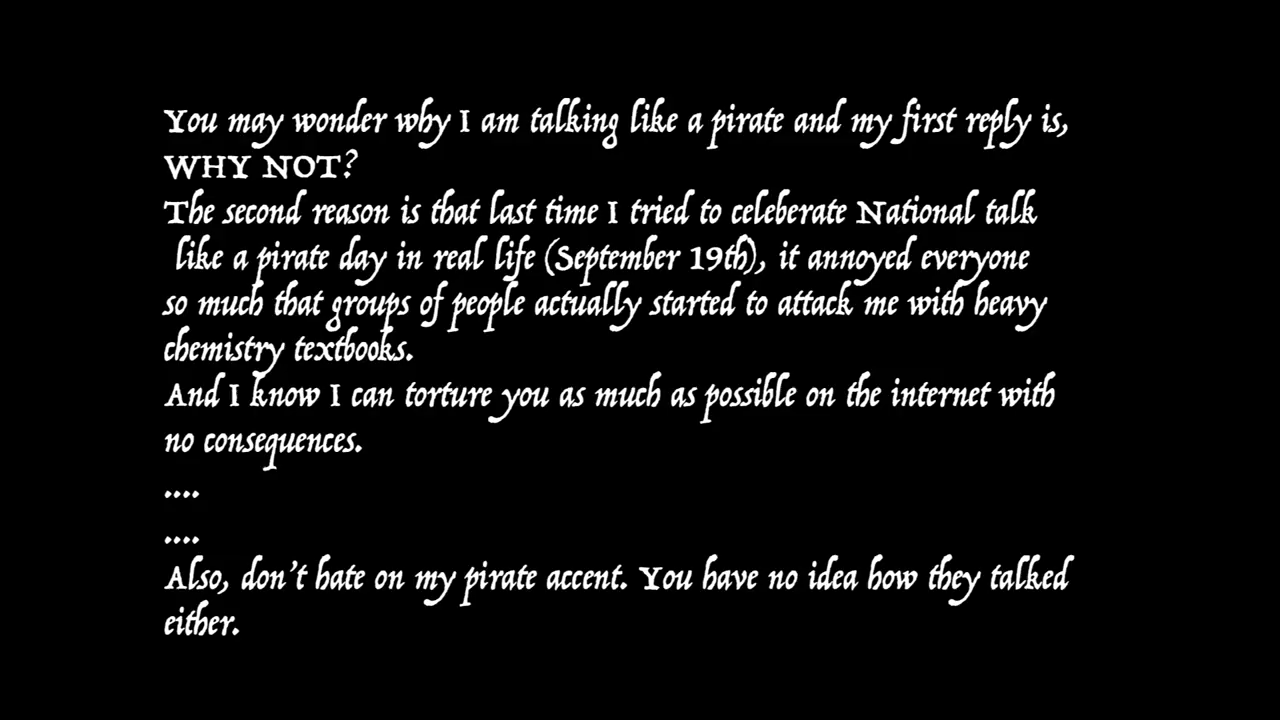 You may wonder why I am talking like a pirate and my first reply is,
WHY NOT?
The second reason is that last time I tried to celeberate National talk
like a pirate day in real life (September 19th), it annoyed everyone
so much that groups of people actually started to attack me with heavy
chemistry textbooks.
And I know I can torture you as much as possible on the internet with
no consequences.
....
....
Also, don't hate on my pirate accent. You have no idea how they talked
either.